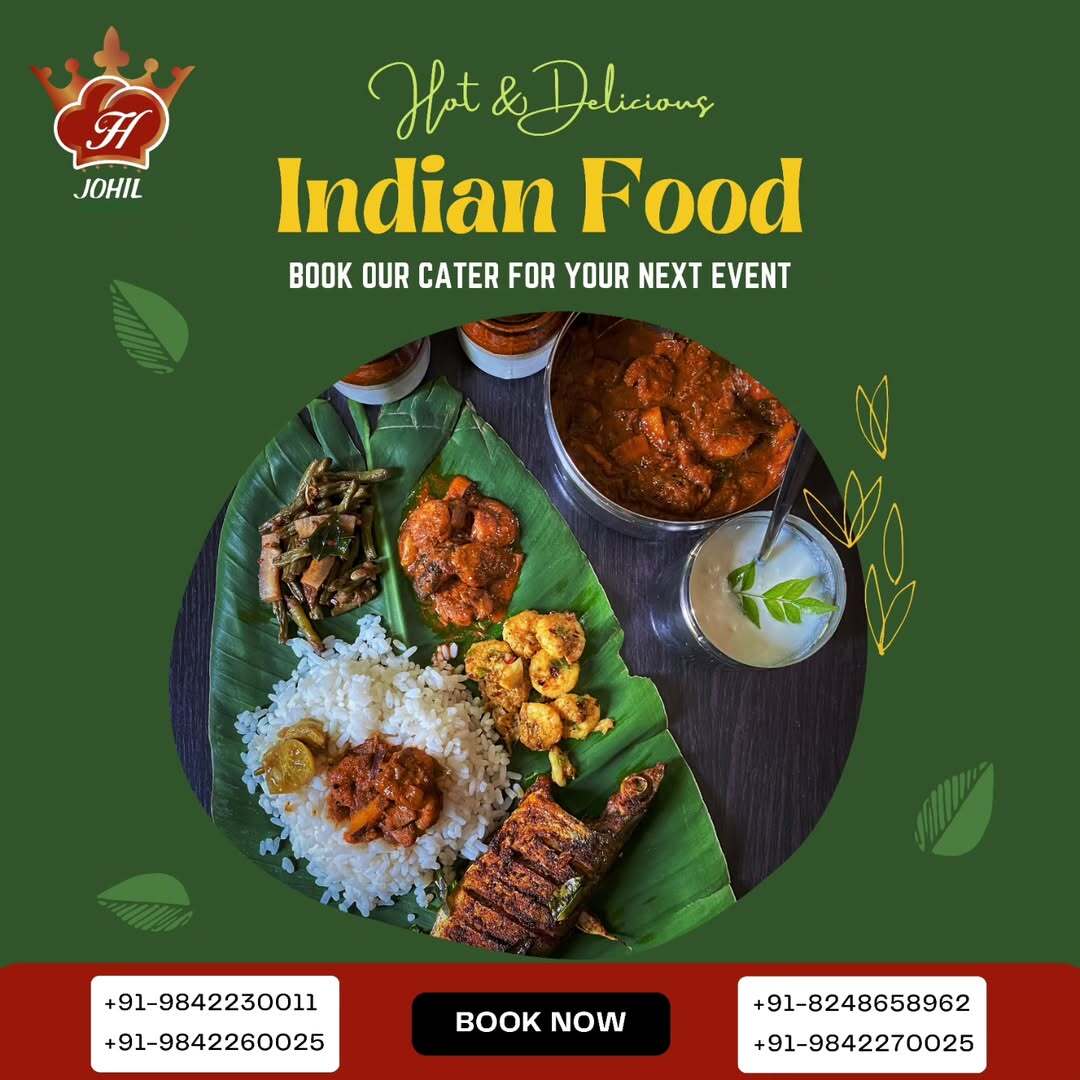 H
JOHIL
Hot & Delicious
Indian Food
BOOK OUR CATER FOR YOUR NEXT EVENT
+91-9842230011
+91-9842260025
BOOK NOW
+91-8248658962
+91-9842270025